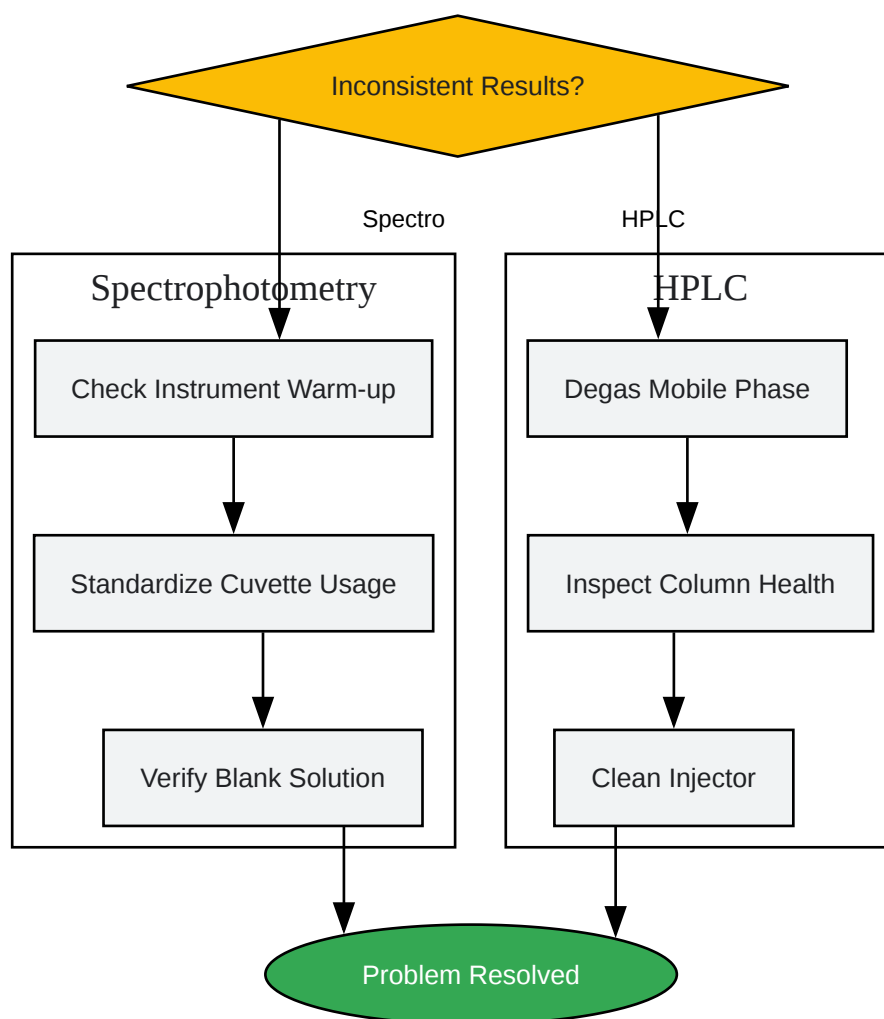 Inconsistent Results?
Spectro
HPLC
Spectrophotometry
Check Instrument Warm-up
Standardize Cuvette Usage
Verify Blank Solution
HPLC
Degas Mobile Phase
Inspect Column Health
Clean Injector
Problem Resolved